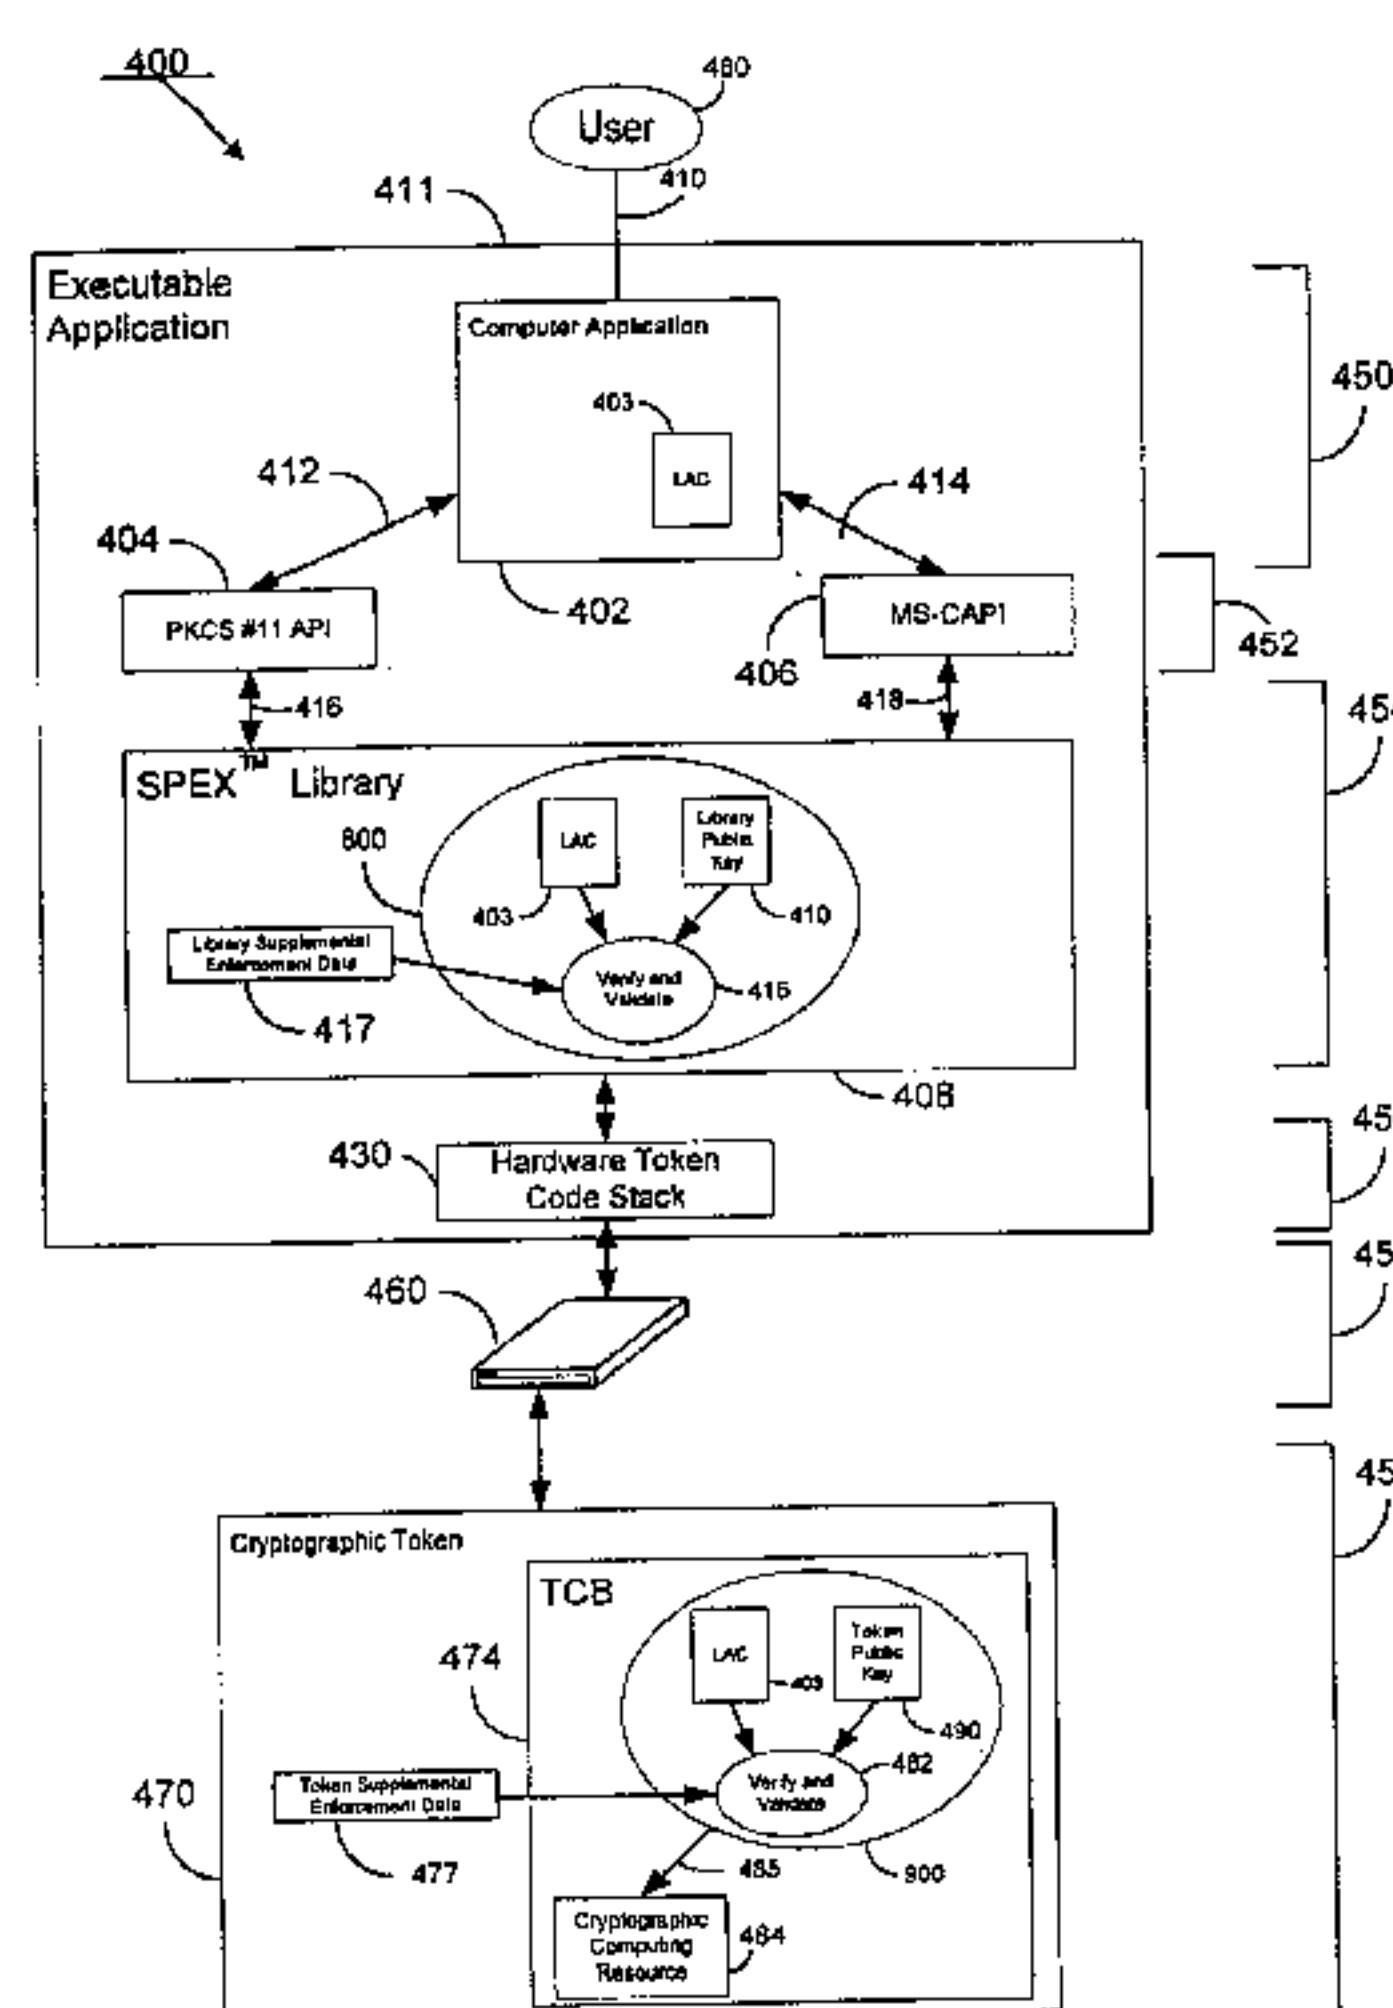 400
480
User
410
411
Executable
Application
Computer Application
450
403
LAC
412
414
404
PKCS #11 API
402
MS-CAPI
406
452
416
418
SPEX™ Library
LAC
Library
Public
Key
800
403
410
Library Supplemental
Enforcement Data
Verify and
Validate
415
417
408
430
Hardware Token
Code Stack
460
Cryptographic Token
TCB
LAC
Token
Public
Key
474
403
490
482
Token Supplemental
Enforcement Data
Verify and
Validate
470
477
485
900
Cryptographic
Computing
Resource
484